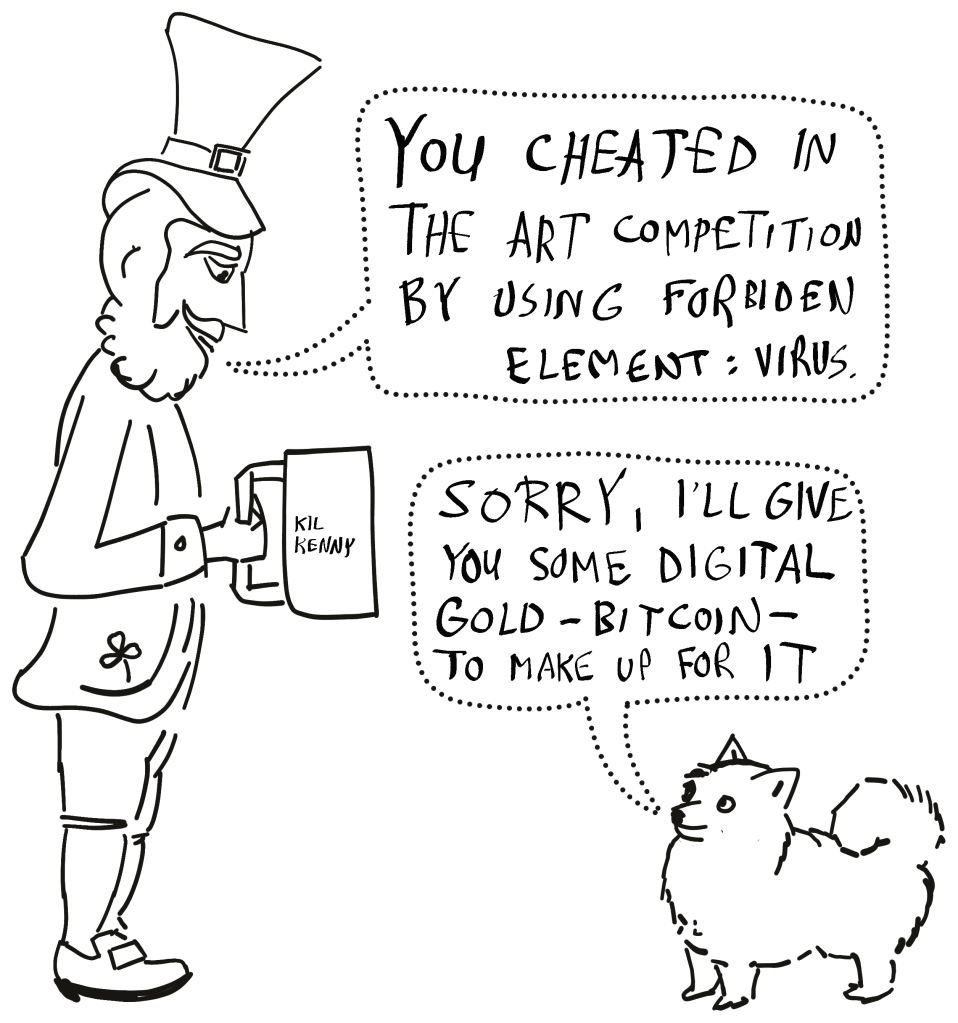 YOU CHEATED IN
THE ART COMPETITION
BY USING FORBIDEN
ELEMENT: VIRUS.
KIL
KENNY
SORRY, I'LL GIVE
YOU SOME DIGITAL
GOLD - BITCOIN -
TO MAKE UP FOR IT